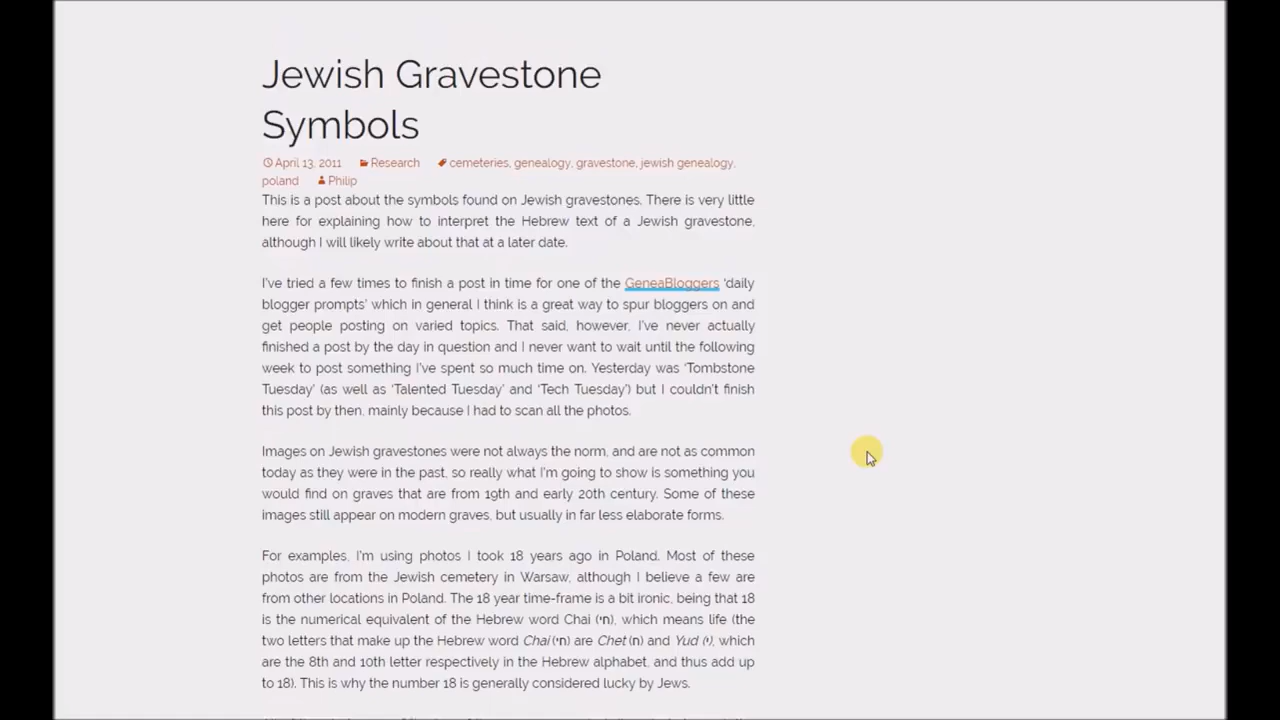 Jewish Gravestone
Symbols
April 13, 2011 Research cemeteries, genealogy, gravestone, jewish genealogy,
poland Philip
This is a post about the symbols found on Jewish gravestones. There is very little
here for explaining how to interpret the Hebrew text of a Jewish gravestone,
although I will likely write about that at a later date.
I've tried a few times to finish a post in time for one of the GeneaBloggers ‘daily
blogger prompts’ which in general I think is a great way to spur bloggers on and
get people posting on varied topics. That said, however, I've never actually
finished a post by the day in question and I never want to wait until the following
week to post something I've spent so much time on. Yesterday was ‘Tombstone
Tuesday’ (as well as ‘Talented Tuesday’ and ‘Tech Tuesday’) but I couldn't finish
this post by then, mainly because I had to scan all the photos.
Images on Jewish gravestones were not always the norm, and are not as common
today as they were in the past, so really what I'm going to show is something you
would find on graves that are from 19th and early 20th century. Some of these
images still appear on modern graves, but usually in far less elaborate forms.
For examples, I'm using photos I took 18 years ago in Poland. Most of these
photos are from the Jewish cemetery in Warsaw, although I believe a few are
from other locations in Poland. The 18 year time-frame is a bit ironic, being that 18
is the numerical equivalent of the Hebrew word Chai (חי), which means life (the
two letters that make up the Hebrew word Chai (חי) are Chet (ח) and Yud (י), which
are the 8th and 10th letter respectively in the Hebrew alphabet, and thus add up
to 18). This is why the number 18 is generally considered lucky by Jews.